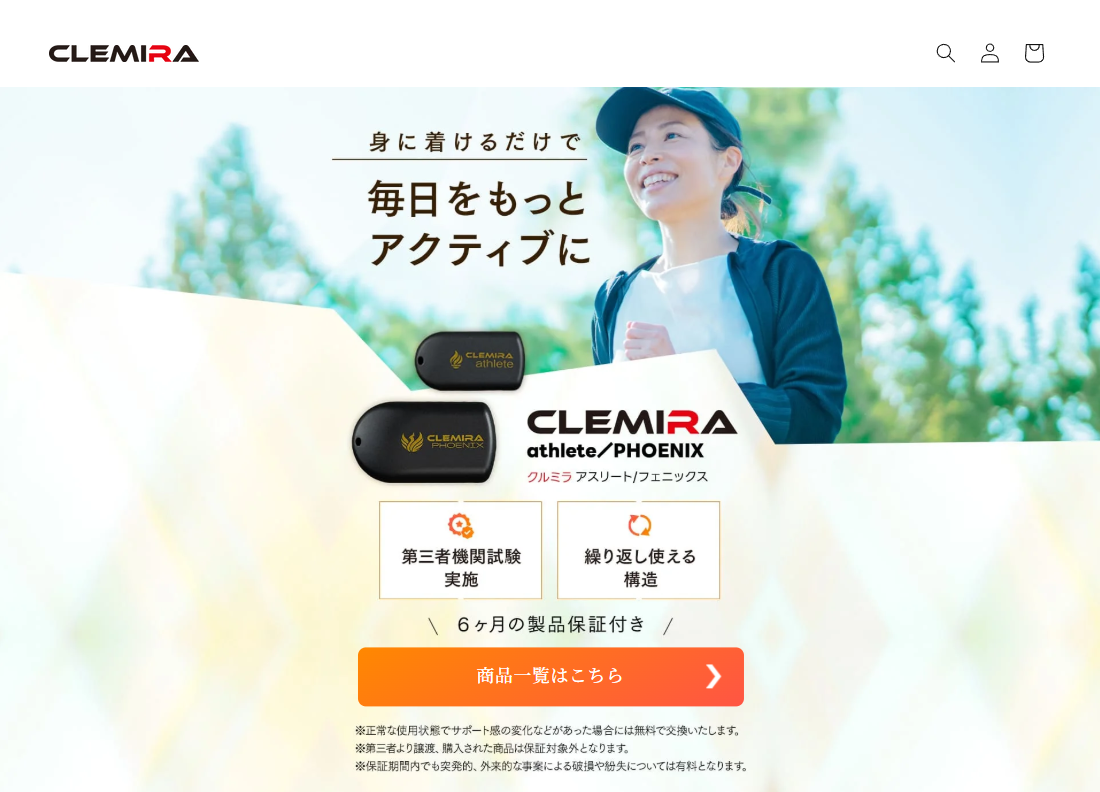 CLEMIRA
身に着けるだけで
毎日をもっと
アクティブに
CLEMIRA
athlete
CLEMIRA
PHOENIX
CLEMIRA
athlete/PHOENIX
クルミラ アスリート/フェニックス
第三者機関試験
実施
繰り返し使える
構造
\ 6ヶ月の製品保証付き /
商品一覧はこちら
※正常な使用状態でサポート感の変化などがあった場合には無料で交換いたします。
※第三者より譲渡、購入された商品は保証対象外となります。
※保証期間内でも突発的、外来的な事案による破損や紛失については有料となります。